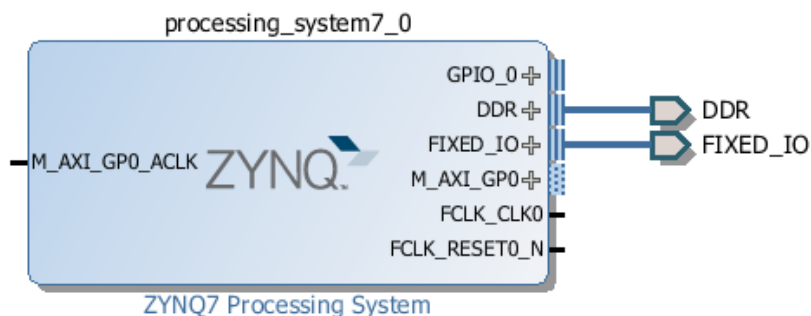 processing_system7_0
GPIO_0
DDR
DDR
FIXED_IO
FIXED_IO
M_AXI_GP0_ACLK
ZYNQ
M_AXI_GP0
FCLK_CLK0
FCLK_RESET0_N
ZYNQ7 Processing System